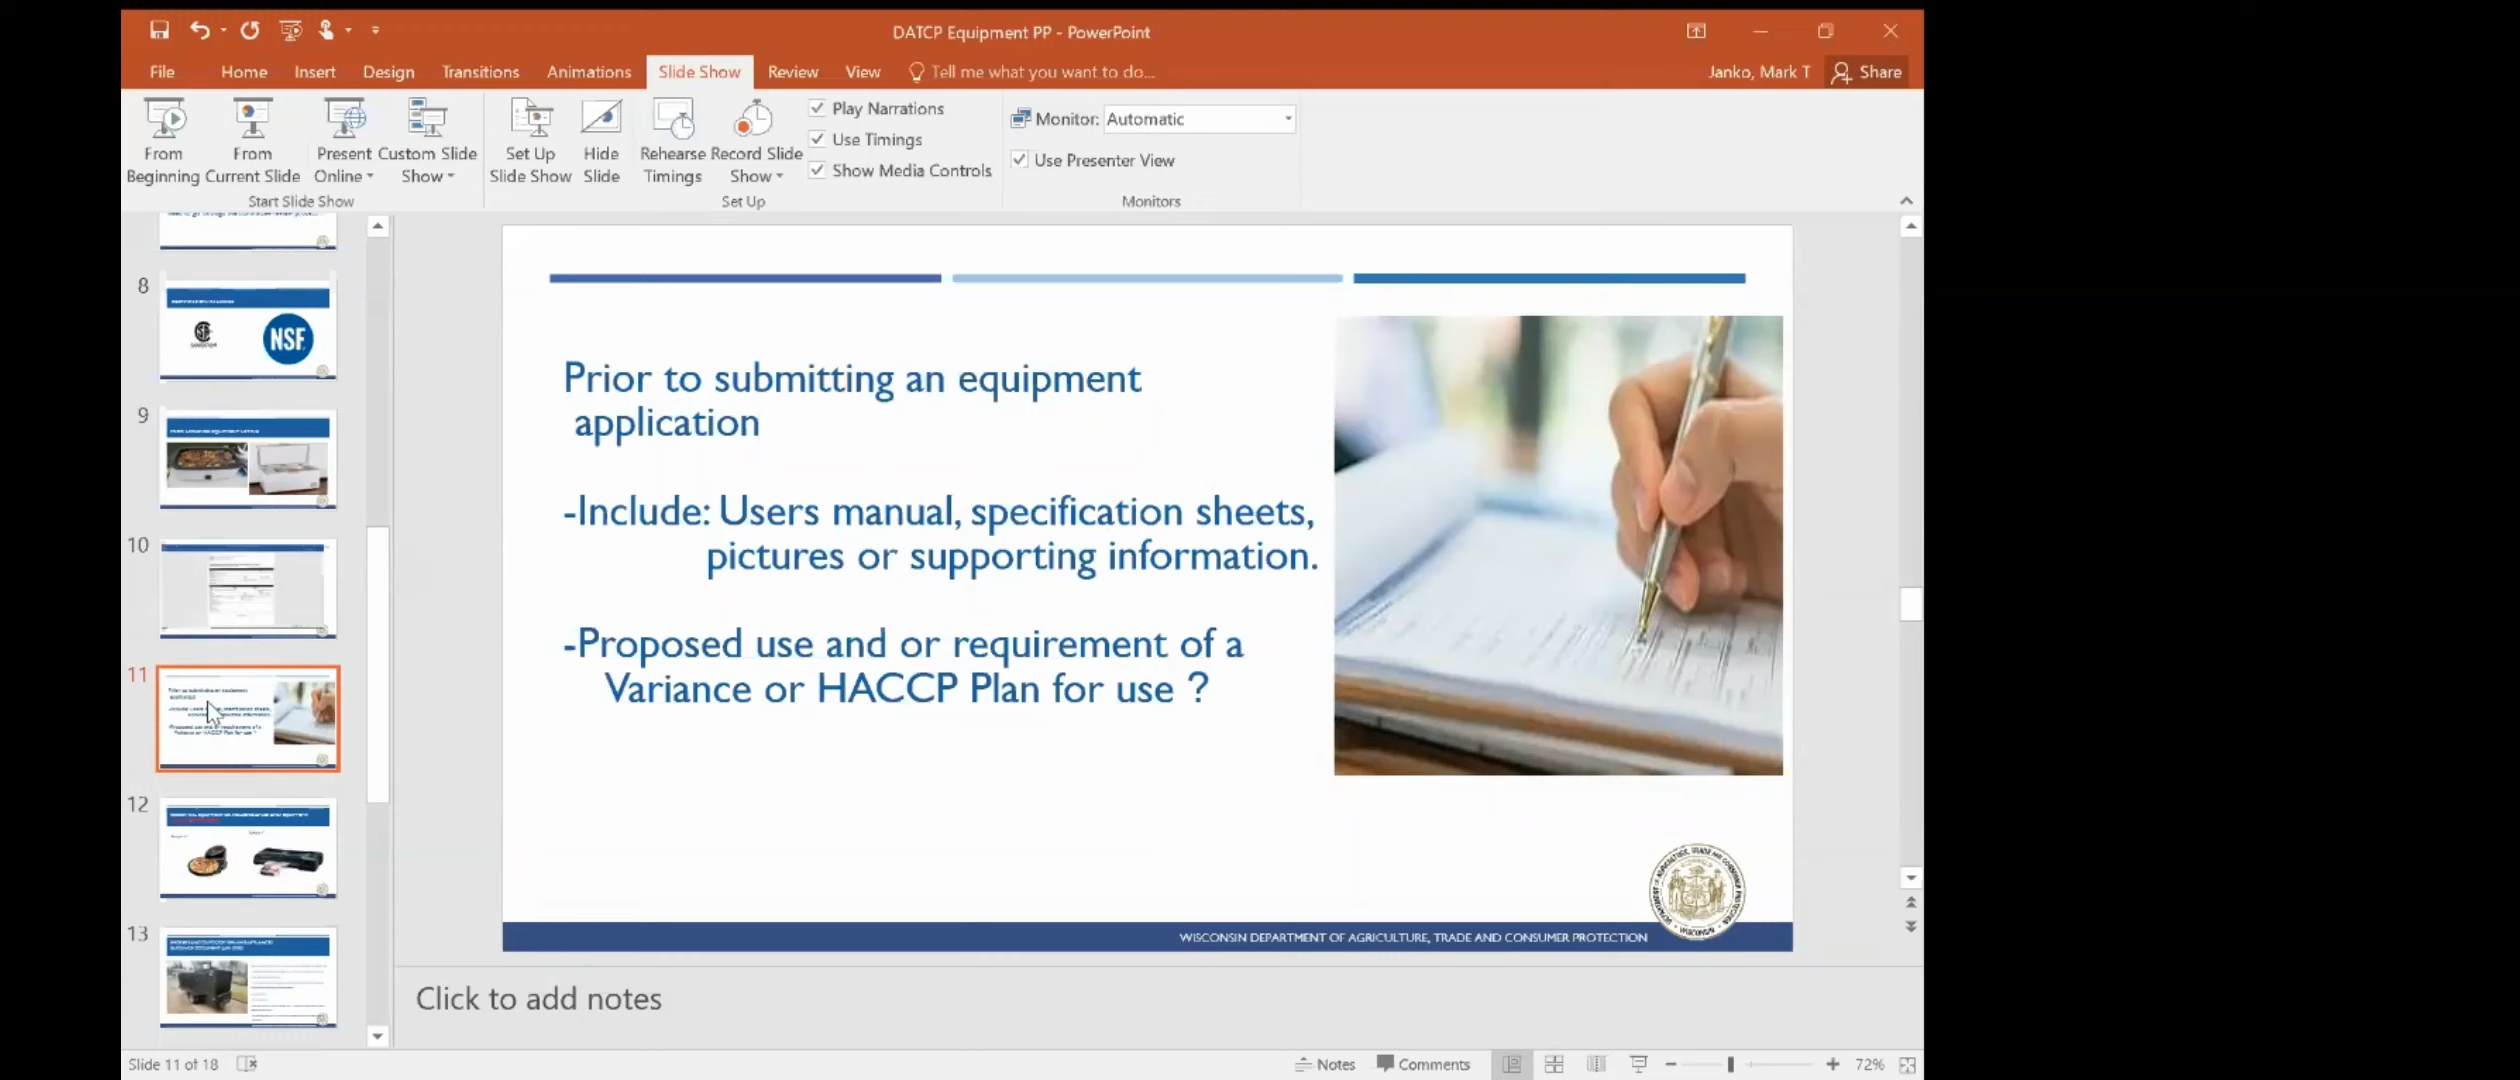 DATCP Equipment PP - PowerPoint
File
Home
Insert
Design
Transitions
Animations
Slide Show
Review
View
Tell me what you want to do...
Janko, Mark T
Share
From
Beginning
From
Current Slide
Present
Online
Custom Slide
Show
Start Slide Show
Set Up
Slide Show
Hide
Slide
Rehearse
Timings
Record Slide
Show
Play Narrations
Use Timings
Show Media Controls
Set Up
Monitor:
Automatic
Use Presenter View
Monitors
8
NSF
9
10
11
12
13
Prior to submitting an equipment
application
-Include: Users manual, specification sheets,
pictures or supporting information.
-Proposed use and or requirement of a
Variance or HACCP Plan for use ?
WISCONSIN DEPARTMENT OF AGRICULTURE, TRADE AND CONSUMER PROTECTION
Click to add notes
Slide 11 of 18
Notes
Comments
72%